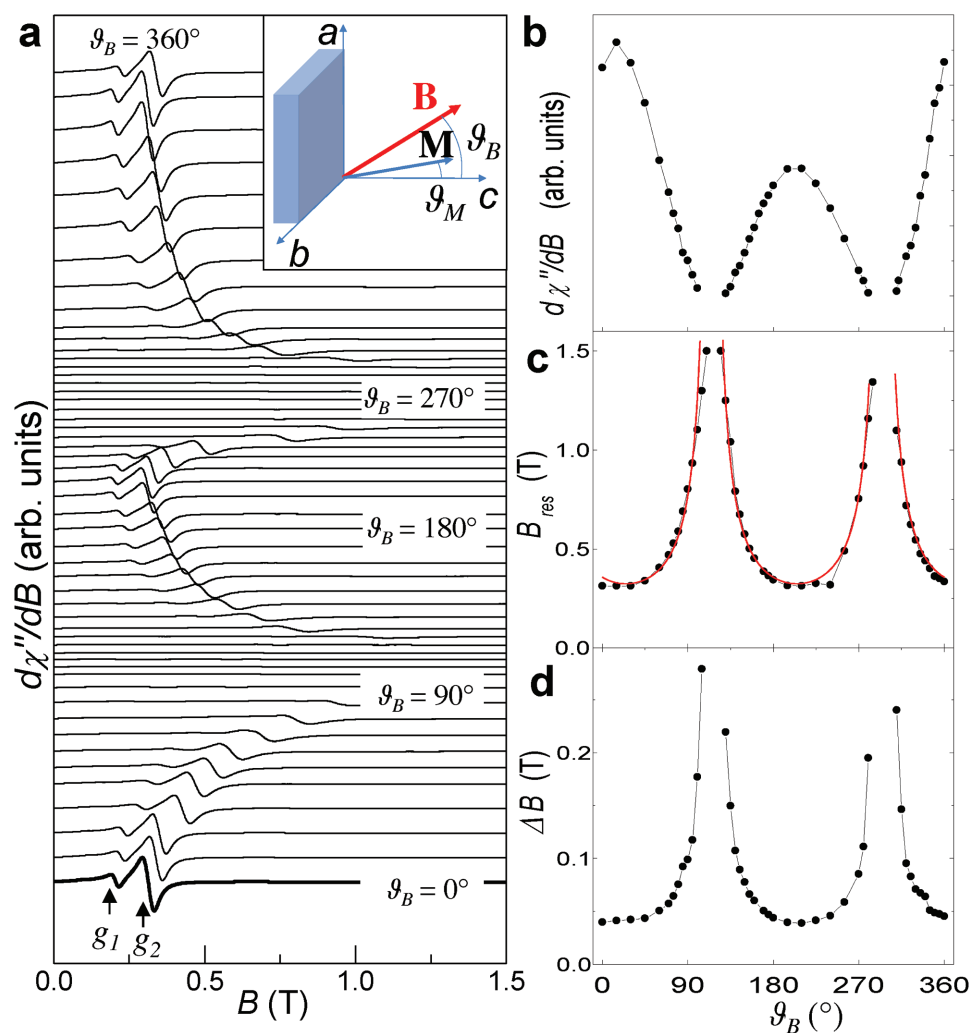 a
ϑB = 360°
a
B
M
ϑB
ϑM
c
b
ϑB = 270°
ϑB = 180°
ϑB = 90°
ϑB = 0°
g1
g2
dχ"/dB (arb. units)
0.0 0.5 1.0 1.5
B (T)
b
dχ"/dB (arb. units)
c
1.5
1.0
0.5
0.0
Bres (T)
d
0.2
0.1
0.0
ΔB (T)
0 90 180 270 360
ϑB (°)